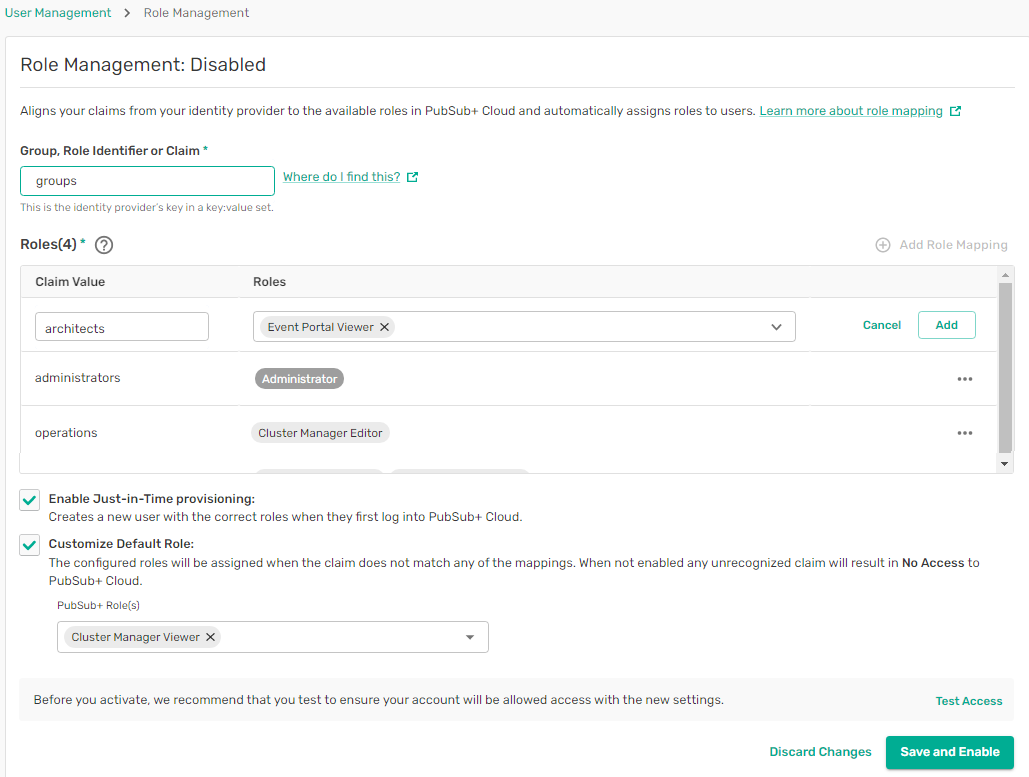 User Management > Role Management
Role Management: Disabled
Aligns your claims from your identity provider to the available roles in PubSub+ Cloud and automatically assigns roles to users. Learn more about role mapping
Group, Role Identifier or Claim *
groups
Where do I find this?
This is the identity provider's key in a key:value set.
Roles(4) * ?
Add Role Mapping
Claim Value Roles
architects Event Portal Viewer Cancel Add
administrators Administrator
operations Cluster Manager Editor
Enable Just-in-Time provisioning:
Creates a new user with the correct roles when they first log into PubSub+ Cloud.
Customize Default Role:
The configured roles will be assigned when the claim does not match any of the mappings. When not enabled any unrecognized claim will result in No Access to
PubSub+ Cloud.
PubSub+ Role(s)
Cluster Manager Viewer
Before you activate, we recommend that you test to ensure your account will be allowed access with the new settings.
Test Access
Discard Changes Save and Enable